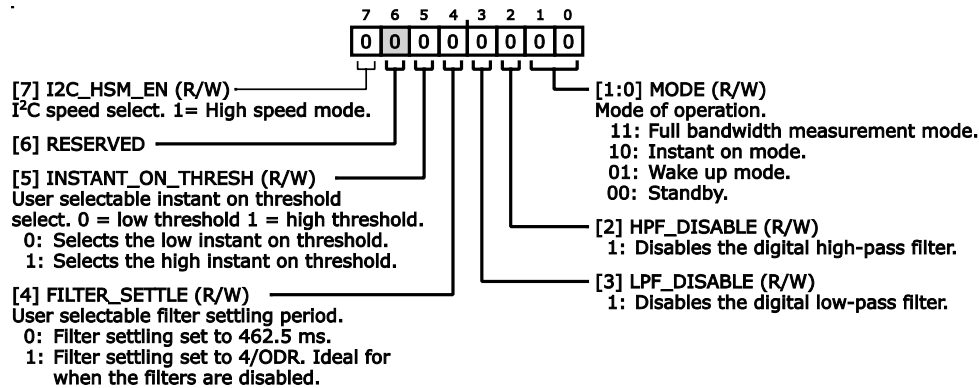 7 6 5 4 3 2 1 0
0 0 0 0 0 0 0 0
[7] I2C_HSM_EN (R/W)
I²C speed select. 1= High speed mode.
[6] RESERVED
[5] INSTANT_ON_THRESH (R/W)
User selectable instant on threshold
select. 0 = low threshold 1 = high threshold.
0: Selects the low instant on threshold.
1: Selects the high instant on threshold.
[4] FILTER_SETTLE (R/W)
User selectable filter settling period.
0: Filter settling set to 462.5 ms.
1: Filter settling set to 4/ODR. Ideal for
when the filters are disabled.
[1:0] MODE (R/W)
Mode of operation.
11: Full bandwidth measurement mode.
10: Instant on mode.
01: Wake up mode.
00: Standby.
[2] HPF_DISABLE (R/W)
1: Disables the digital high-pass filter.
[3] LPF_DISABLE (R/W)
1: Disables the digital low-pass filter.